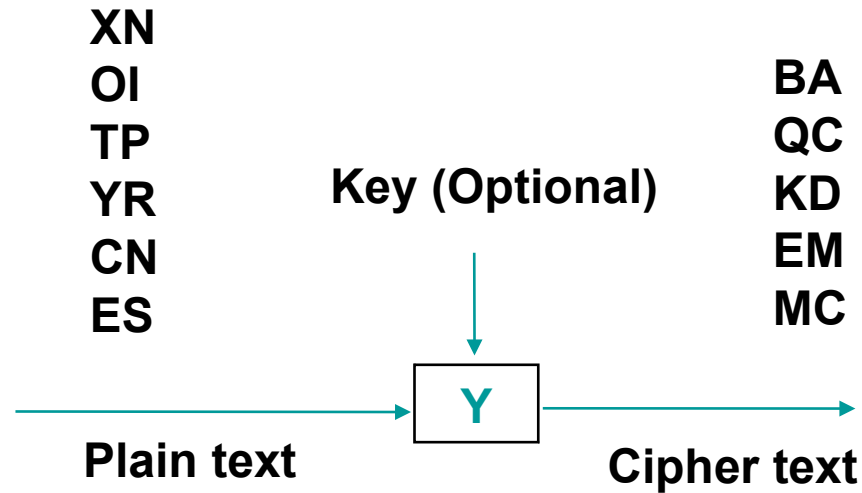 XN
OI
TP
YR
CN
ES
Key (Optional)
BA
QC
KD
EM
MC
Y
Plain text
Cipher text